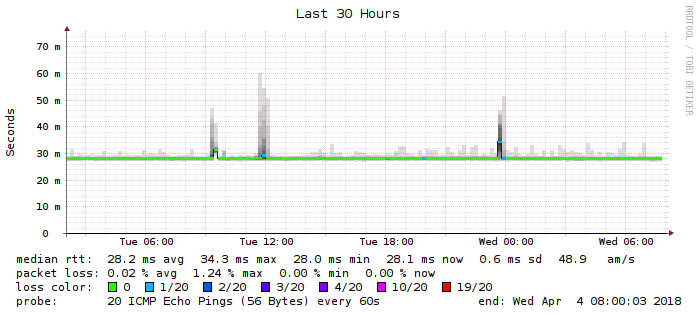 Last 30 Hours
RRDTOOL / TOBI OETIKER
Seconds
70 m
60 m
50 m
40 m
30 m
20 m
10 m
0
Tue 06:00 Tue 12:00 Tue 18:00 Wed 00:00 Wed 06:00
median rtt: 28.2 ms avg 34.3 ms max 28.0 ms min 28.1 ms now 0.6 ms sd 48.9 am/s
packet loss: 0.02 % avg 1.24 % max 0.00 % min 0.00 % now
loss color: 0 1/20 2/20 3/20 4/20 10/20 19/20
probe: 20 ICMP Echo Pings (56 Bytes) every 60s end: Wed Apr 4 08:00:03 2018